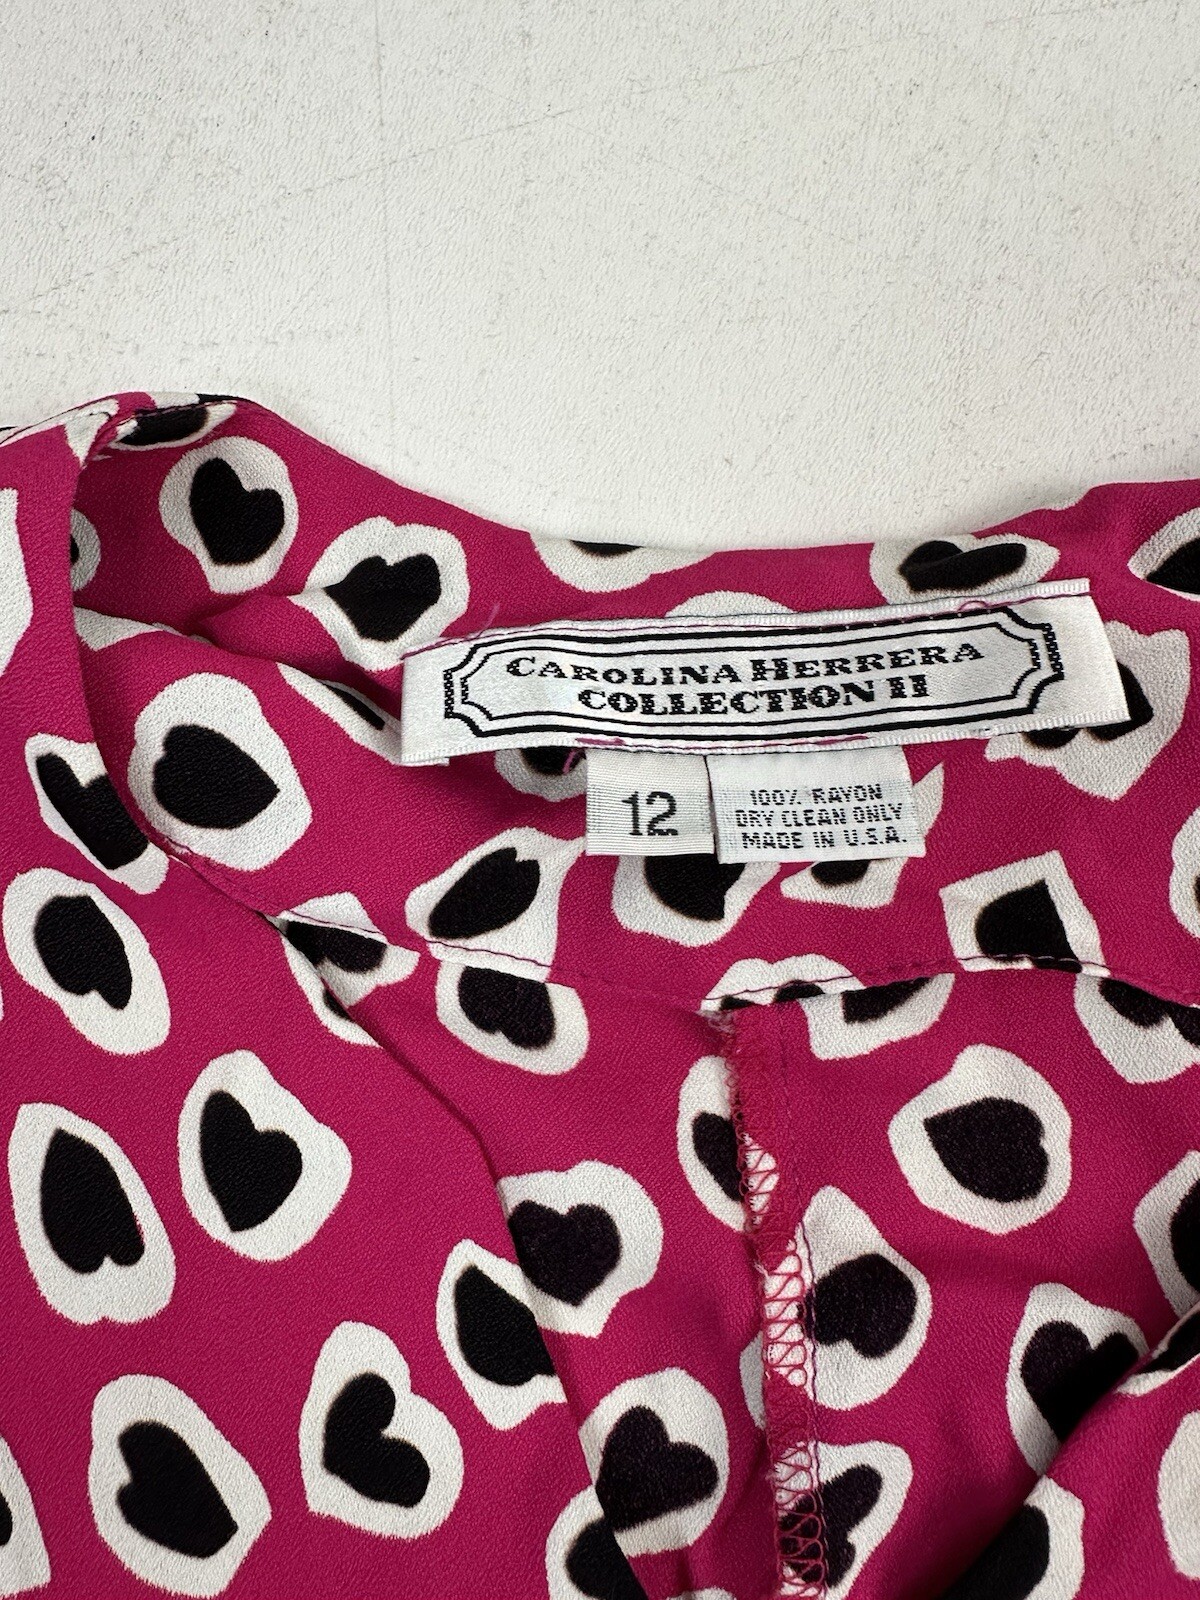 CAROLINA HERRERA
COLLECTION II
12
100% RAYON
DRY CLEAN ONLY
MADE IN U.S.A.